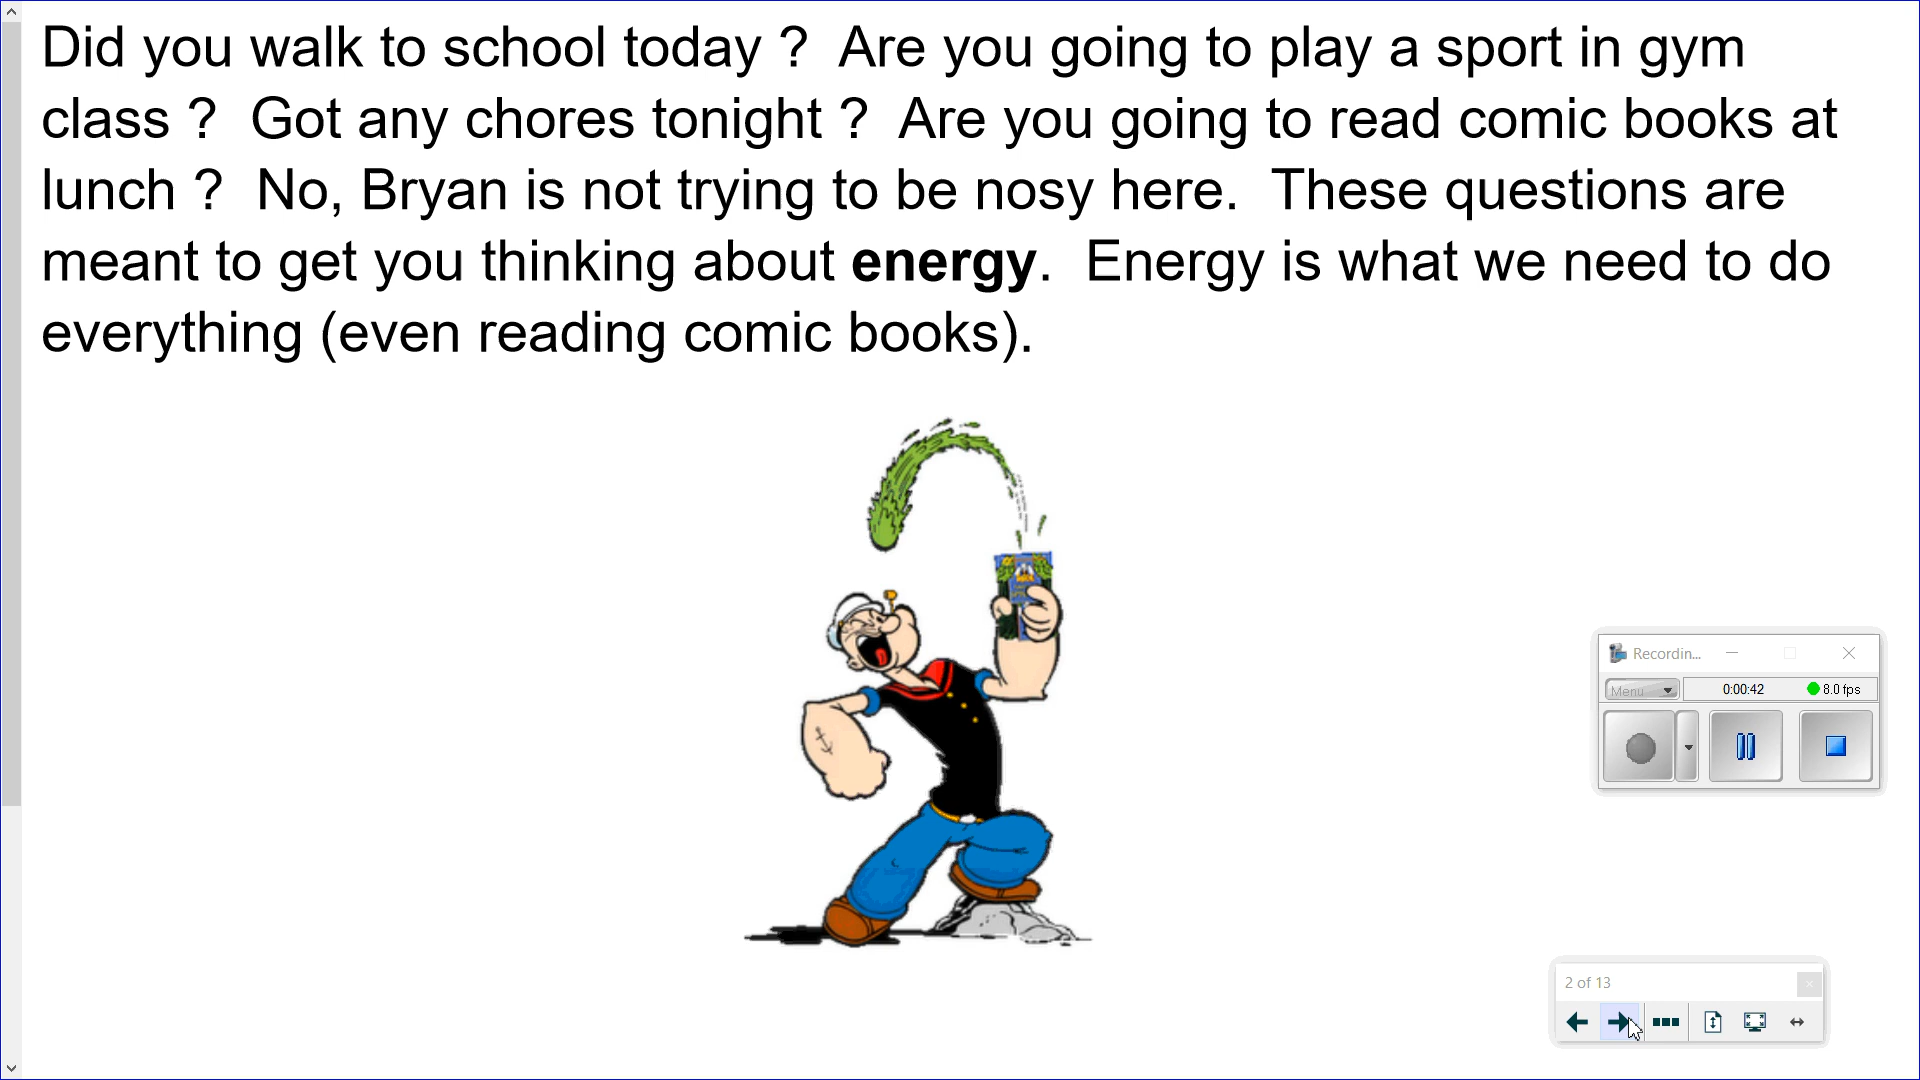 Did you walk to school today ?  Are you going to play a sport in gym
class ?  Got any chores tonight ?  Are you going to read comic books at
lunch ?  No, Bryan is not trying to be nosy here.  These questions are
meant to get you thinking about energy.  Energy is what we need to do
everything (even reading comic books).
Recordin...
Menu
0:00:42
8.0 fps
2 of 13